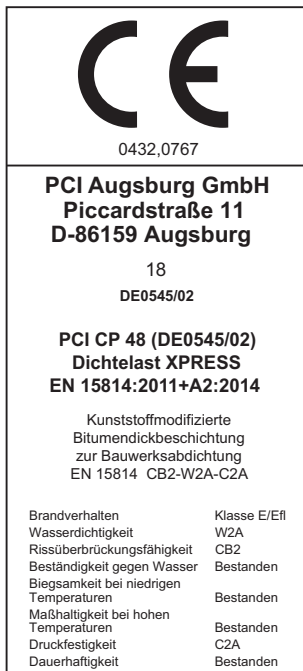 CE
0432,0767
PCI Augsburg GmbH
Piccardstraße 11
D-86159 Augsburg
18
DE0545/02
PCI CP 48 (DE0545/02)
Dichtelast XPRESS
EN 15814:2011+A2:2014
Kunststoffmodifizierte
Bitumendickbeschichtung
zur Bauwerksabdichtung
EN 15814 CB2-W2A-C2A
Brandverhalten Klasse E/Efl
Wasserdichtigkeit W2A
Rissüberbrückungsfähigkeit CB2
Beständigkeit gegen Wasser Bestanden
Biegsamkeit bei niedrigen
Temperaturen Bestanden
Maßhaltigkeit bei hohen
Temperaturen Bestanden
Druckfestigkeit C2A
Dauerhaftigkeit Bestanden